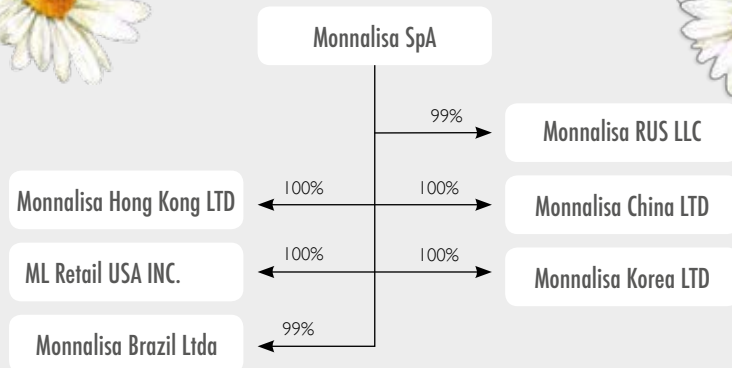 Monnalisa SpA
99%
Monnalisa RUS LLC
Monnalisa Hong Kong LTD
100%
100%
Monnalisa China LTD
ML Retail USA INC.
100%
100%
Monnalisa Korea LTD
Monnalisa Brazil Ltda
99%